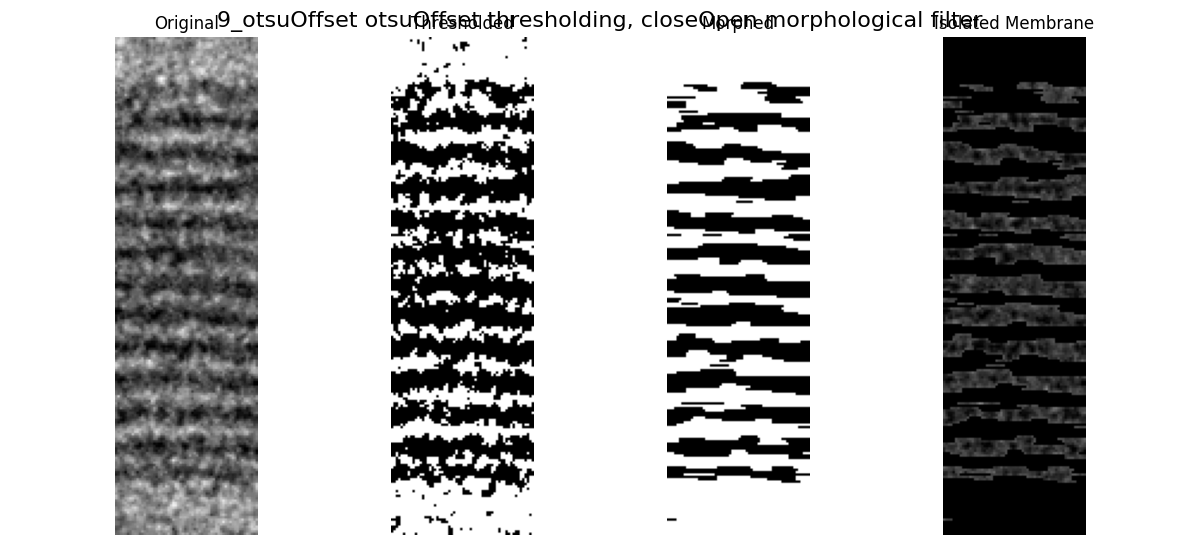 9_otsuOffset otsuOffset thresholding, closeOpen morphological filter
Original
Thresholded
Morphed
Isolated Membrane